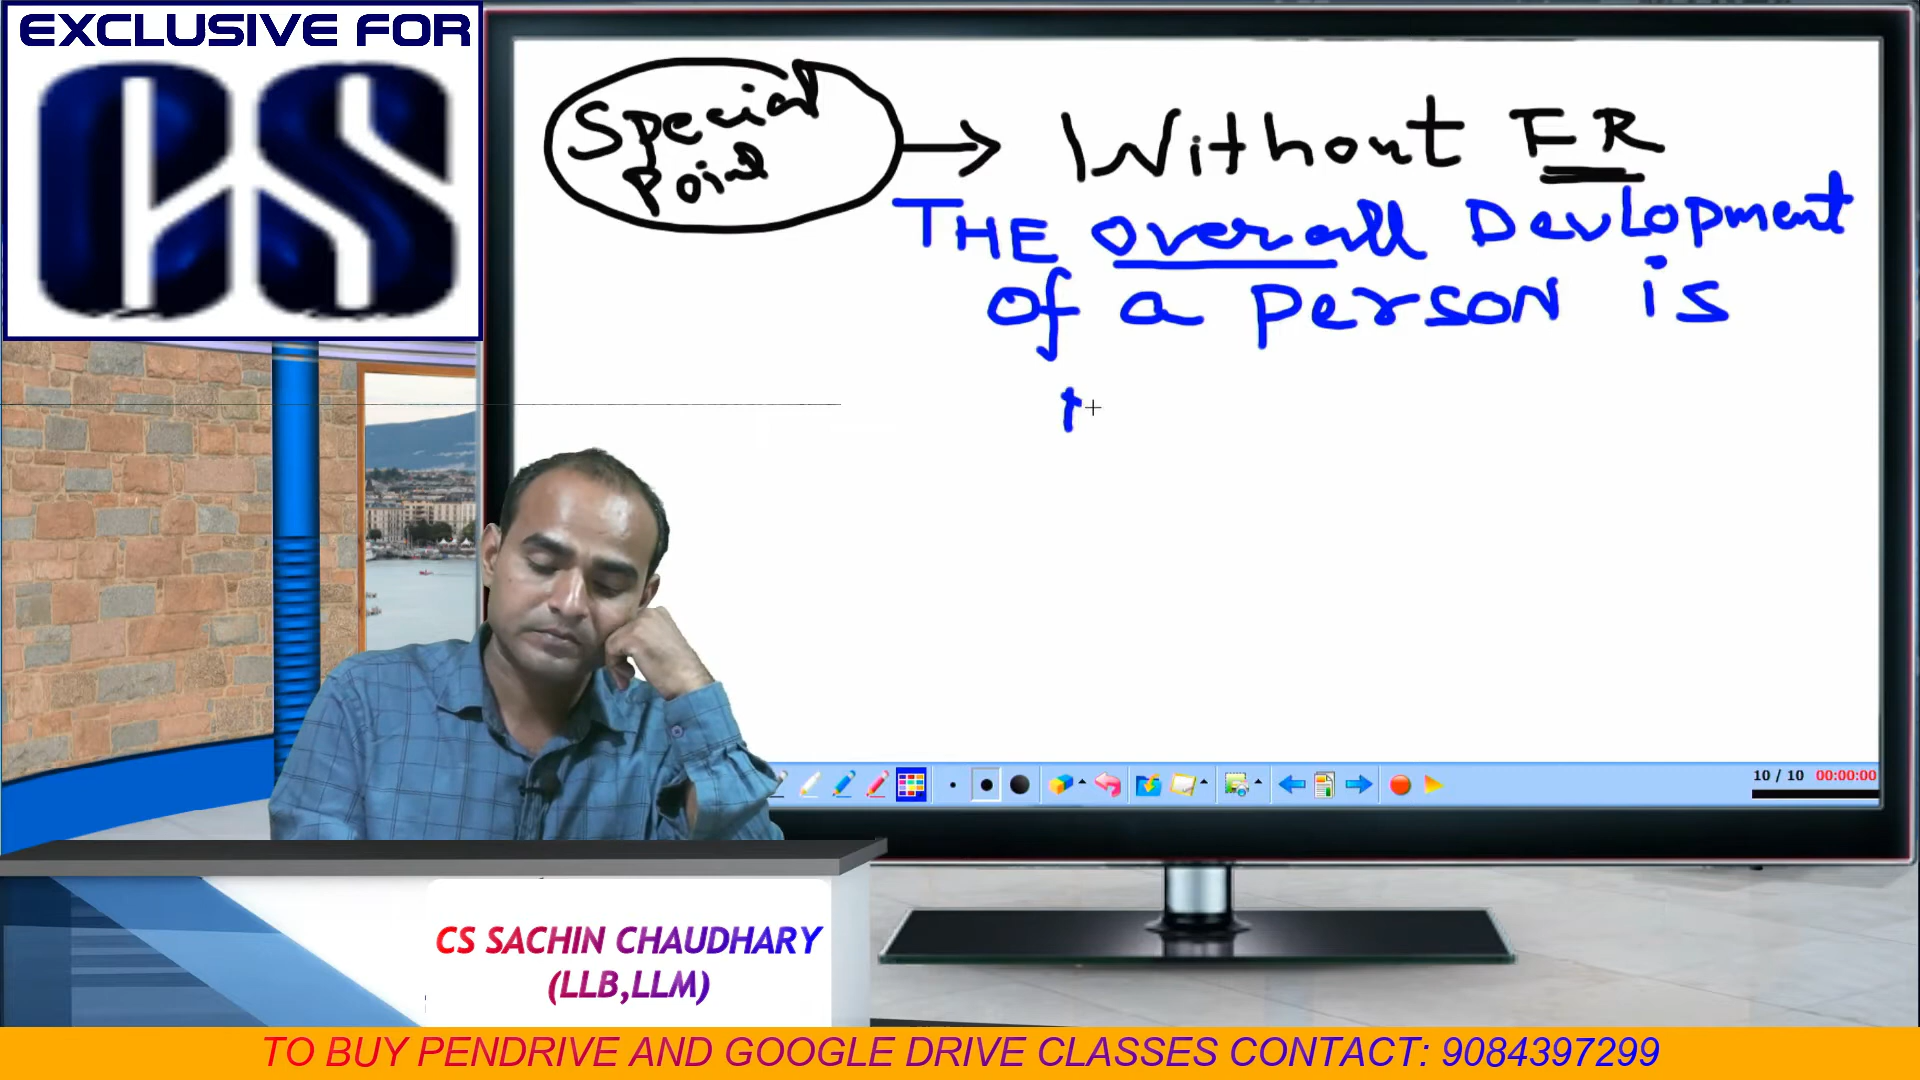 EXCLUSIVE FOR
CS
Special
Point
Without FR
THE overall Devlopment
of a person is
10 / 10 00:00:00
CS SACHIN CHAUDHARY
(LLB,LLM)
TO BUY PENDRIVE AND GOOGLE DRIVE CLASSES CONTACT: 9084397299